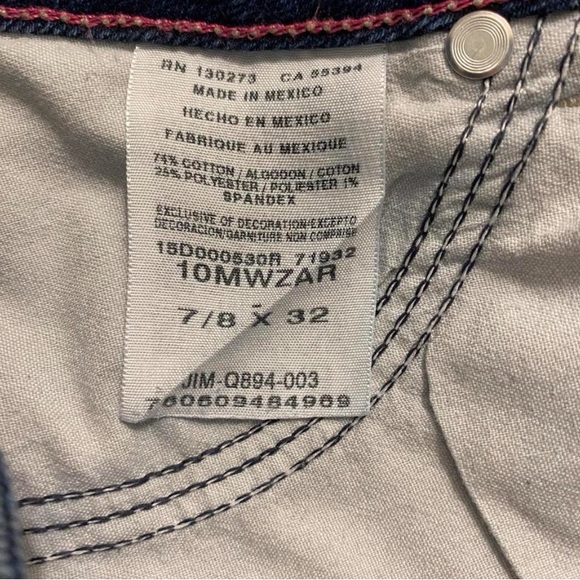 RN 130273 CA 55394
MADE IN MEXICO
HECHO EN MEXICO
FABRIQUE AU MEXIQUE
74% COTTON / ALGODON / COTON
25% POLYESTER / POLIESTER 1%
SPANDEX
EXCLUSIVE OF DECORATION/EXCEPTO
DECORACION/GARNITURE NON COMPRISE
15D000530R 71932
10MWZAR
7/8 X 32
JIM-Q894-003
760609484969